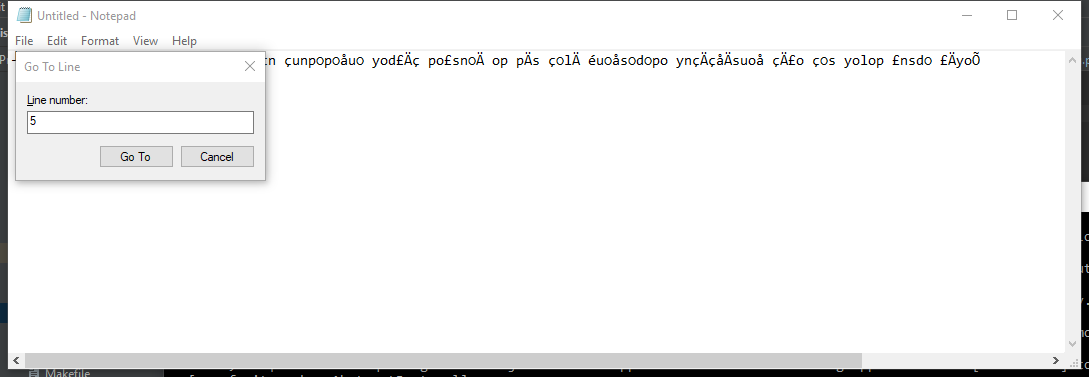 Untitled - Notepad
File Edit Format View Help
çunpopoåuo yod£Äç po£snoÄ op pÄs çolÄ éuoåsodopo ynçÄçåÄsuoå çÄ£o ços yolop £nsdo £ÄyoÕ
Go To Line
Line number:
5
Go To Cancel
Makefile